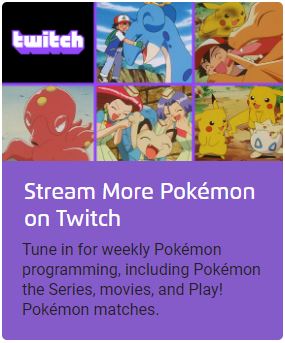 twitch
Stream More Pokémon
on Twitch
Tune in for weekly Pokémon
programming, including Pokémon
the Series, movies, and Play!
Pokémon matches.